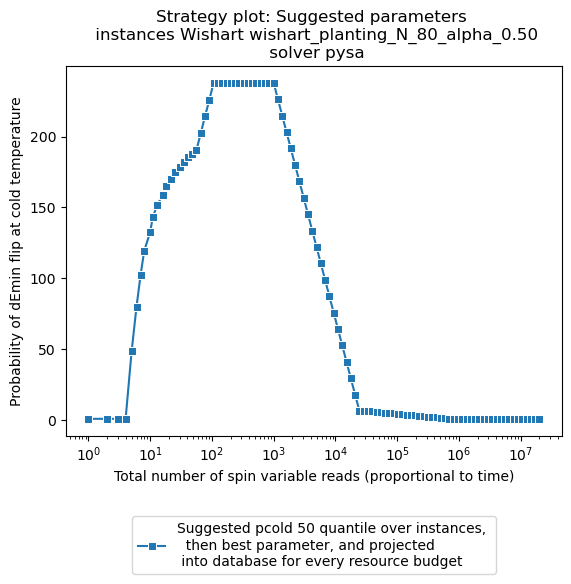 Strategy plot: Suggested parameters
instances Wishart wishart_planting_N_80_alpha_0.50
solver pysa
Probability of dEmin flip at cold temperature
200
150
100
50
0
10^0 10^1 10^2 10^3 10^4 10^5 10^6 10^7
Total number of spin variable reads (proportional to time)
Suggested pcold 50 quantile over instances,
then best parameter, and projected
into database for every resource budget